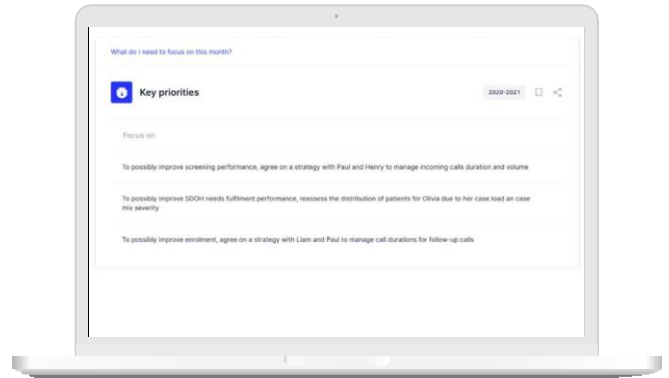 What do I need to focus on this month?
Key priorities
2020-2021
Focus on
To possibly improve screening performance, agree on a strategy with Paul and Henry to manage incoming calls duration and volume
To possibly improve SDOH needs fulfilment performance, reassess the distribution of patients for Olivia due to her case load an case
mix severity
To possibly improve enrolment, agree on a strategy with Liam and Paul to manage call durations for follow-up calls